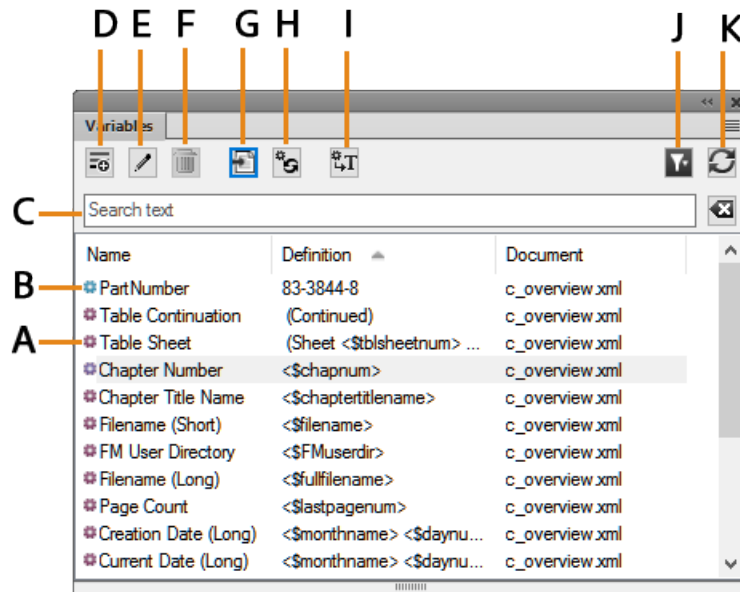 D E F G H I J K
Variables
T
C Search text
Name Definition Document
B PartNumber 83-3844-8 c_overview.xml
Table Continuation (Continued) c_overview.xml
A Table Sheet (Sheet <$tblsheetnum> ... c_overview.xml
Chapter Number <$chapnum> c_overview.xml
Chapter Title Name <$chaptertitlename> c_overview.xml
Filename (Short) <$filename> c_overview.xml
FM User Directory <$FMuserdir> c_overview.xml
Filename (Long) <$fullfilename> c_overview.xml
Page Count <$lastpagenum> c_overview.xml
Creation Date (Long) <$monthname> <$daynu... c_overview.xml
Current Date (Long) <$monthname> <$daynu... c_overview.xml